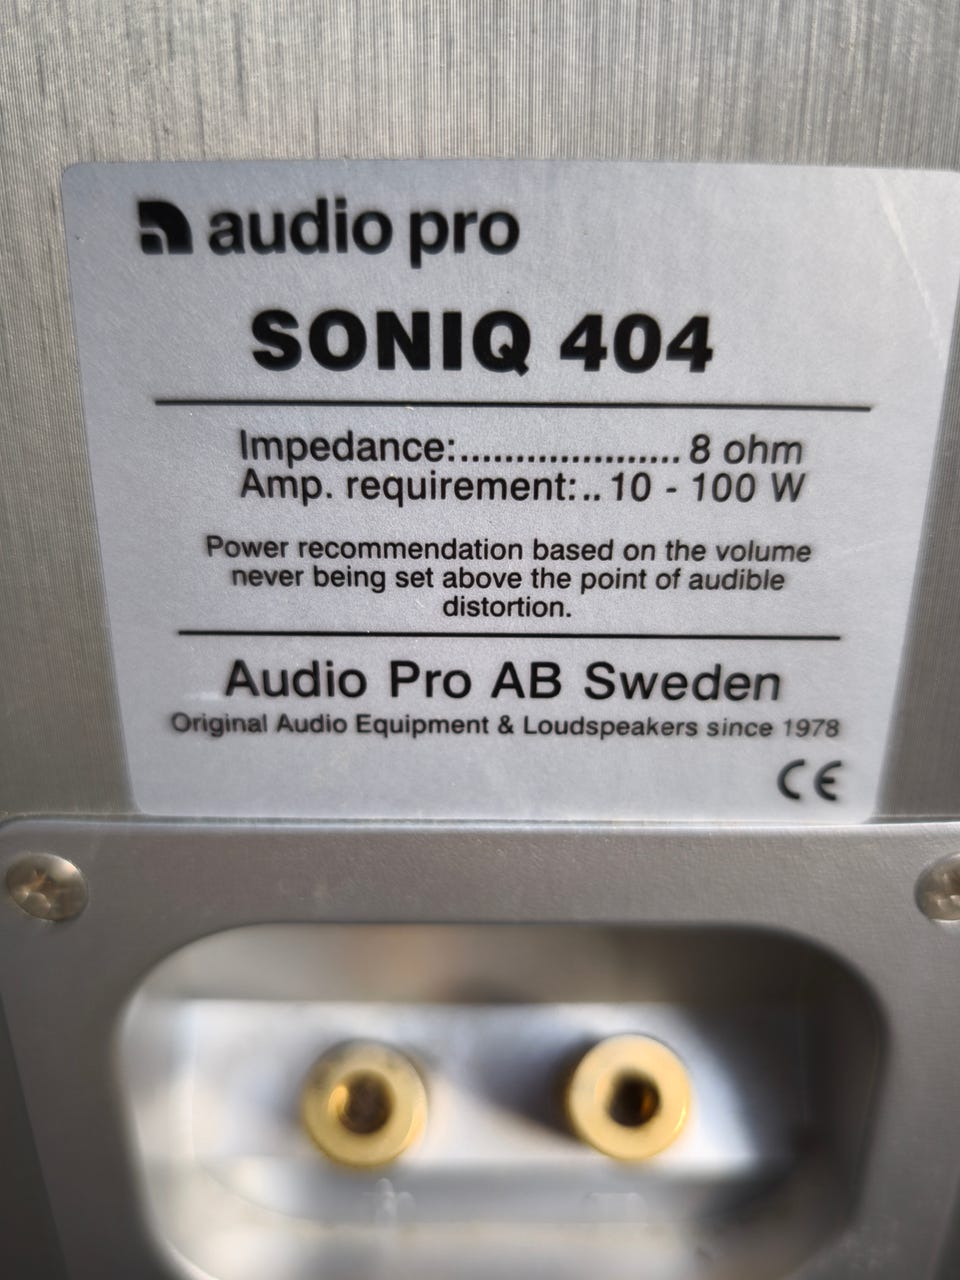 audio pro
SONIQ 404
Impedance:.................... 8 ohm
Amp. requirement:.. 10 - 100 W
Power recommendation based on the volume
never being set above the point of audible
distortion.
Audio Pro AB Sweden
Original Audio Equipment & Loudspeakers since 1978
CE